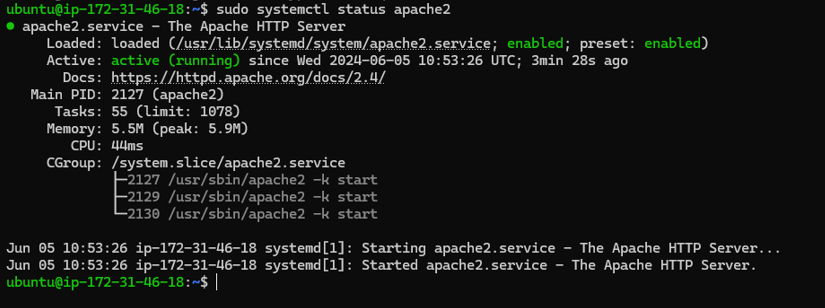 ubuntu@ip-172-31-46-18:~$ sudo systemctl status apache2
● apache2.service - The Apache HTTP Server
Loaded: loaded (/usr/lib/systemd/system/apache2.service; enabled; preset: enabled)
Active: active (running) since Wed 2024-06-05 10:53:26 UTC; 3min 28s ago
Docs: https://httpd.apache.org/docs/2.4/
Main PID: 2127 (apache2)
Tasks: 55 (limit: 1078)
Memory: 5.5M (peak: 5.9M)
CPU: 44ms
CGroup: /system.slice/apache2.service
├─2127 /usr/sbin/apache2 -k start
├─2129 /usr/sbin/apache2 -k start
└─2130 /usr/sbin/apache2 -k start
Jun 05 10:53:26 ip-172-31-46-18 systemd[1]: Starting apache2.service - The Apache HTTP Server...
Jun 05 10:53:26 ip-172-31-46-18 systemd[1]: Started apache2.service - The Apache HTTP Server.
ubuntu@ip-172-31-46-18:~$